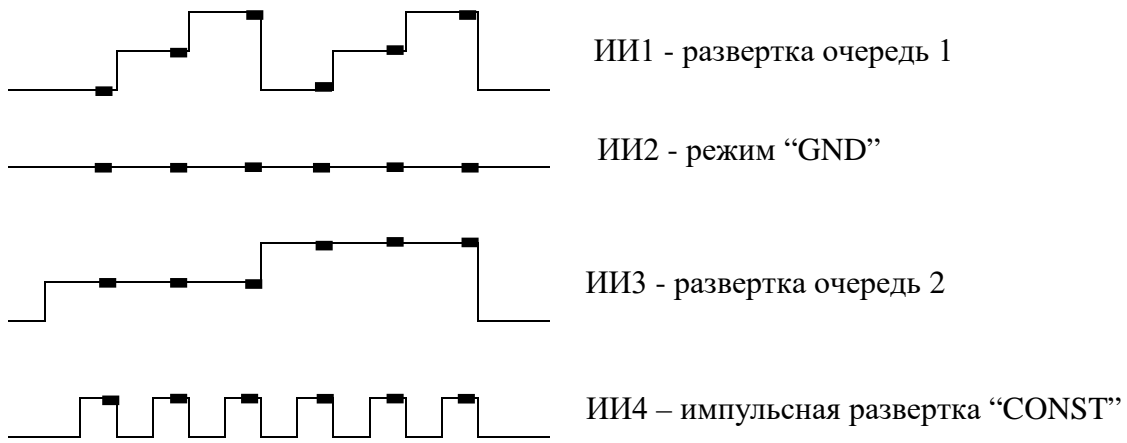 ИИ1 - развертка очередь 1
ИИ2 - режим “GND”
ИИ3 - развертка очередь 2
ИИ4 – импульсная развертка “CONST”